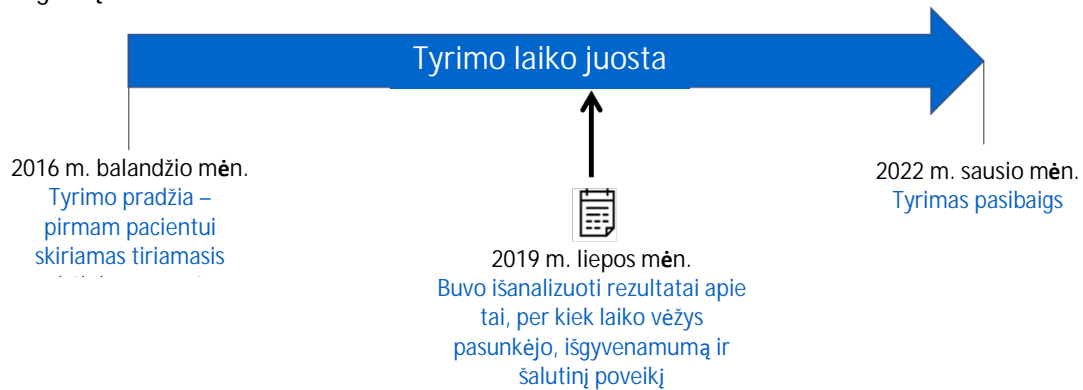 Tyrimo laiko juosta
2016 m. balandžio mėn.
Tyrimo pradžia –
pirmam pacientui
skiriamas tiriamasis
2019 m. liepos mėn.
Buvo išanalizuoti rezultatai apie
tai, per kiek laiko vėžys
pasunkėjo, išgyvenamumą ir
šalutinį poveikį
2022 m. sausio mėn.
Tyrimas pasibaigs